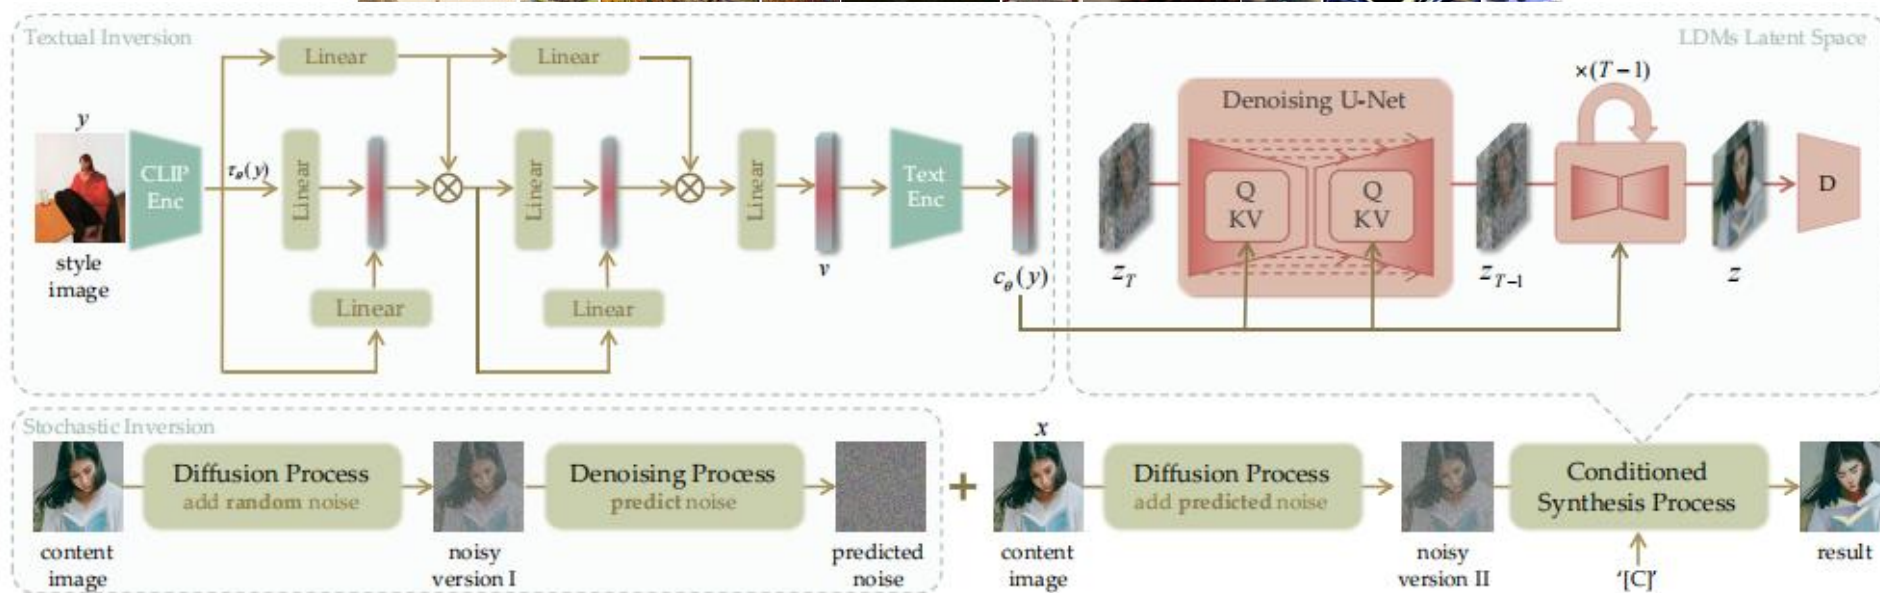 Textual Inversion
Linear
Linear
y
CLIP
Enc
τθ(y)
Linear
Linear
Linear
Text
Enc
style
image
Linear
Linear
v
cθ(y)
LDMs Latent Space
×(T−1)
Denoising U-Net
Q
KV
Q
KV
D
zT
zT−1
z
Stochastic Inversion
Diffusion Process
add random noise
Denoising Process
predict noise
content
image
noisy
version I
predicted
noise
+
x
Diffusion Process
add predicted noise
Conditioned
Synthesis Process
content
image
noisy
version II
'[C]'
result